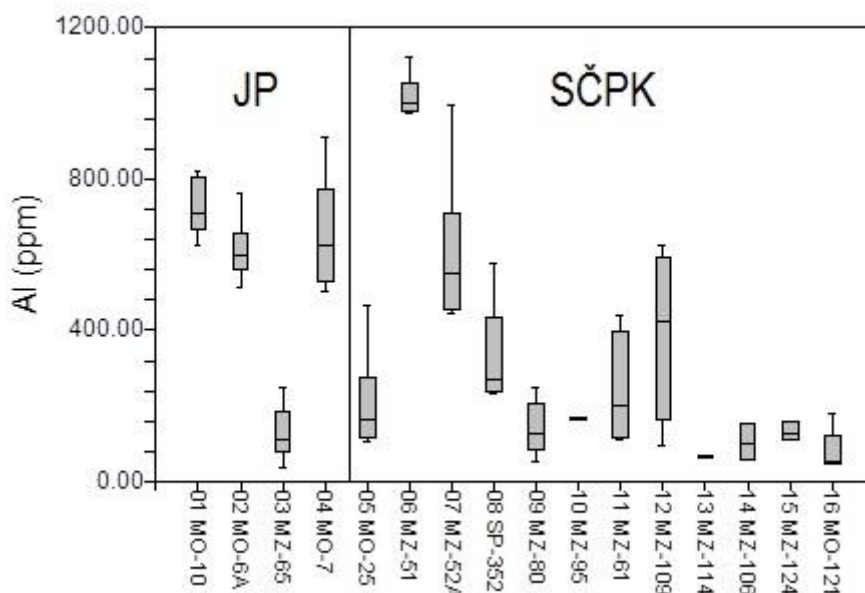 1200.00
JP
SČPK
800.00
Al (ppm)
400.00
0.00
01 MO-10
02 MO-6A
03 MZ-65
04 MO-7
05 MO-25
06 MZ-51
07 MZ-52A
08 SP-352
09 MZ-80
10 MZ-95
11 MZ-61
12 MZ-109
13 MZ-114
14 MZ-106
15 MZ-124
16 MO-121